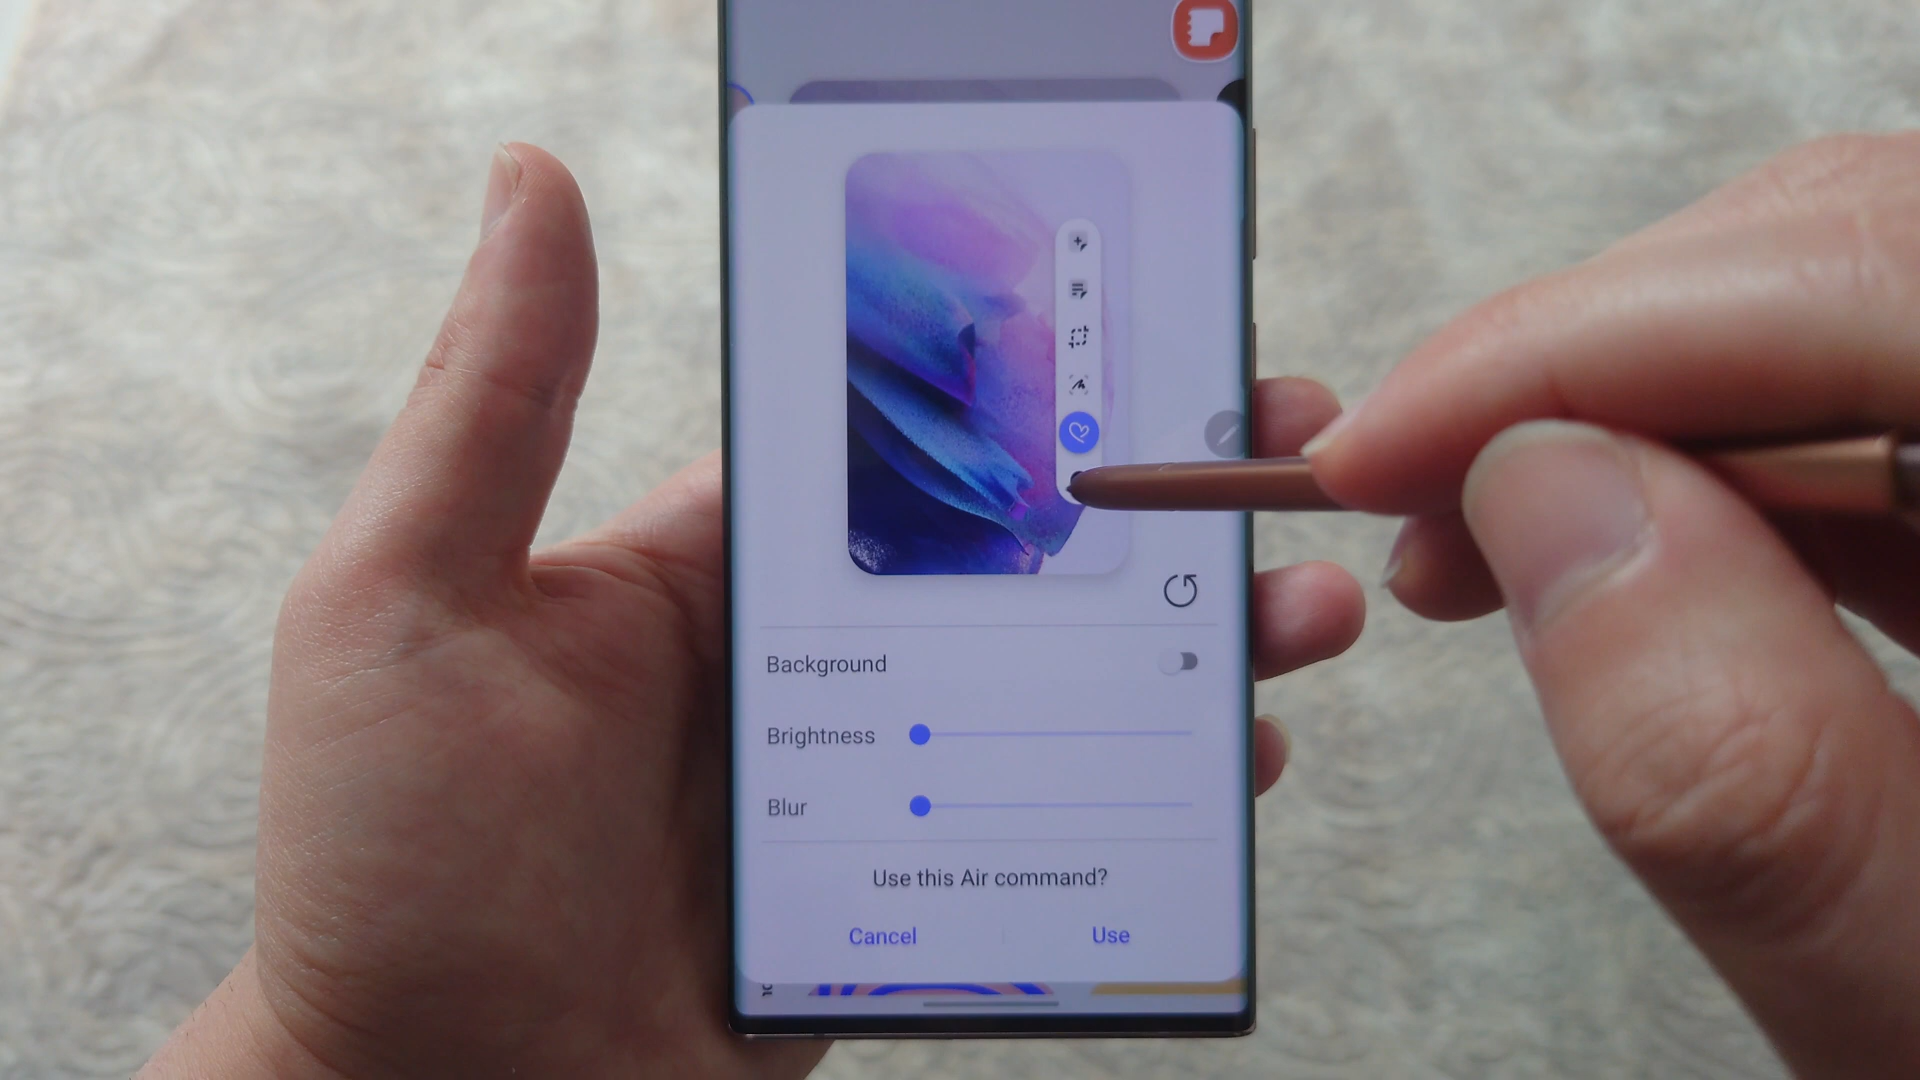 Background
Brightness
Blur
Use this Air command?
Cancel
Use